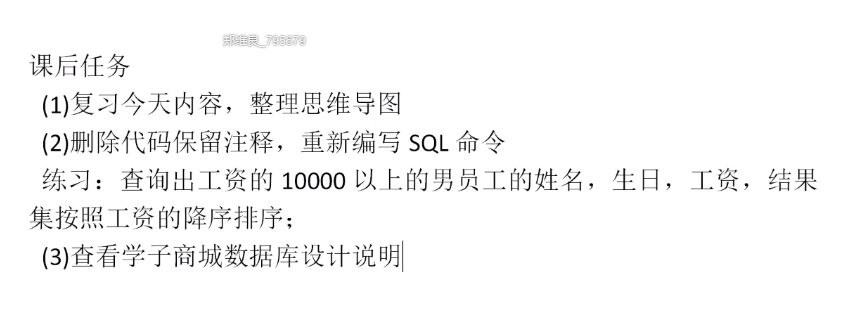 课后任务
(1)复习今天内容，整理思维导图
(2)删除代码保留注释，重新编写 SQL 命令
练习：查询出工资的 10000 以上的男员工的姓名，生日，工资，结果
集按照工资的降序排序；
(3)查看学子商城数据库设计说明